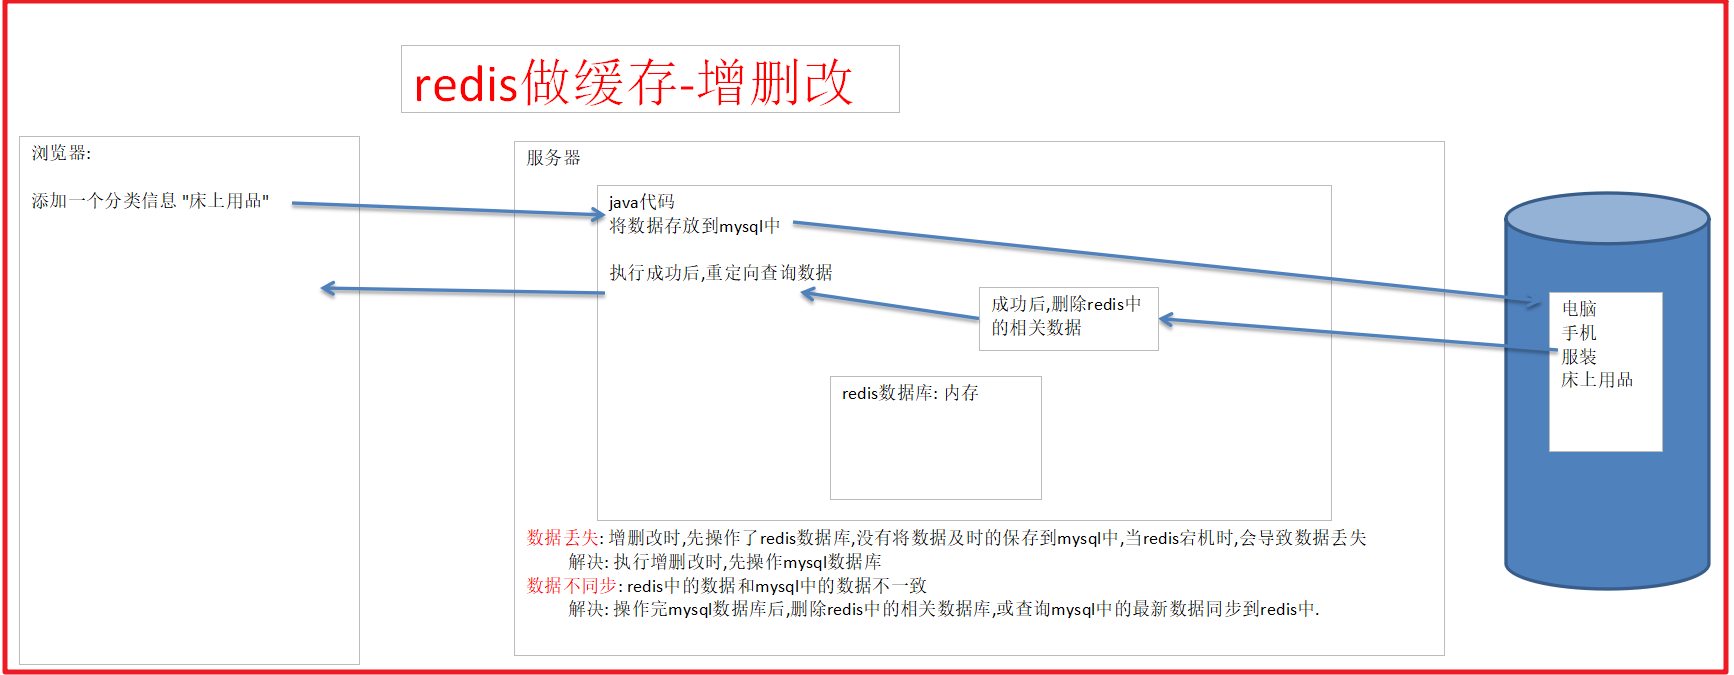 redis做缓存-增删改
浏览器:
添加一个分类信息 "床上用品"
服务器
java代码
将数据存放到mysql中
执行成功后,重定向查询数据
成功后,删除redis中
的相关数据
redis数据库: 内存
电脑
手机
服装
床上用品
数据丢失: 增删改时,先操作了redis数据库,没有将数据及时的保存到mysql中,当redis宕机时,会导致数据丢失
解决: 执行增删改时,先操作mysql数据库
数据不同步: redis中的数据和mysql中的数据不一致
解决: 操作完mysql数据库后,删除redis中的相关数据库,或查询mysql中的最新数据同步到redis中.